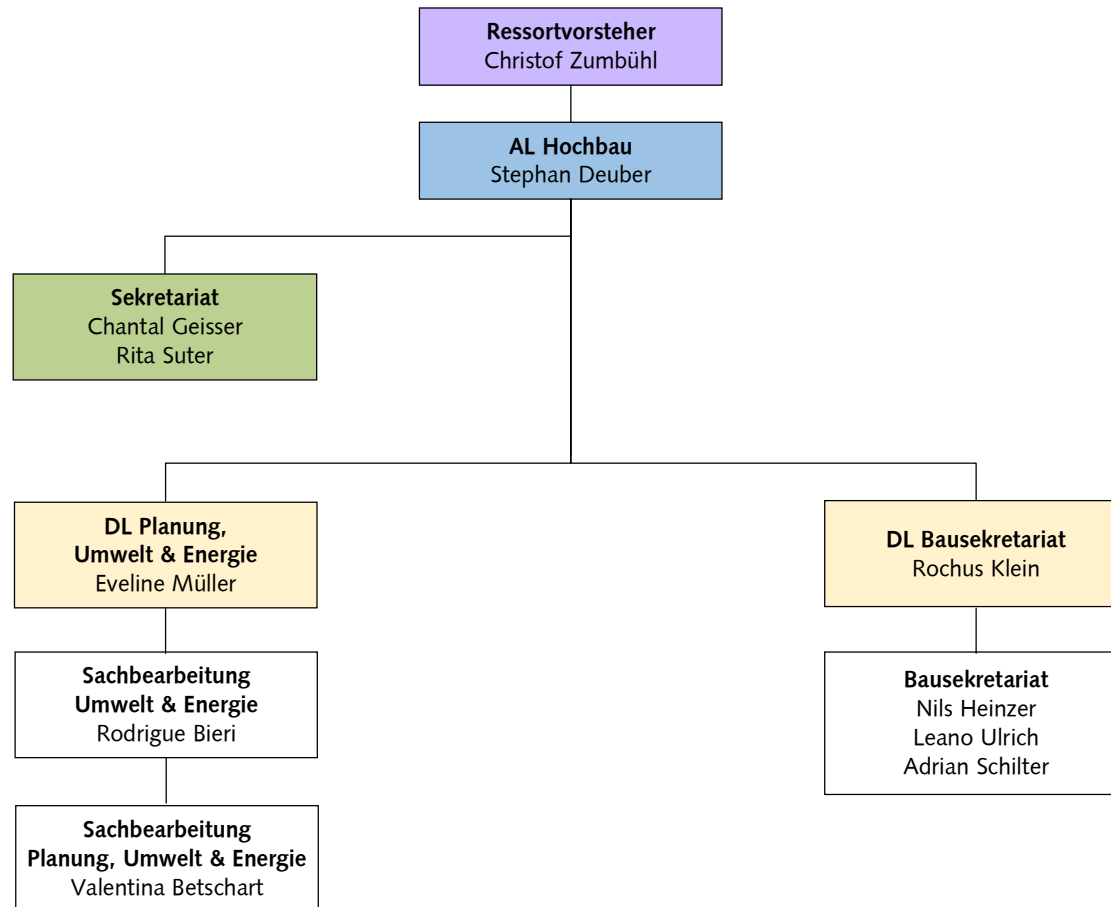 Ressortvorsteher
Christof Zumbühl
AL Hochbau
Stephan Deuber
Sekretariat
Chantal Geisser
Rita Suter
DL Planung,
Umwelt & Energie
Eveline Müller
DL Bausekretariat
Rochus Klein
Sachbearbeitung
Umwelt & Energie
Rodrigue Bieri
Bausekretariat
Nils Heinzer
Leano Ulrich
Adrian Schilter
Sachbearbeitung
Planung, Umwelt & Energie
Valentina Betschart